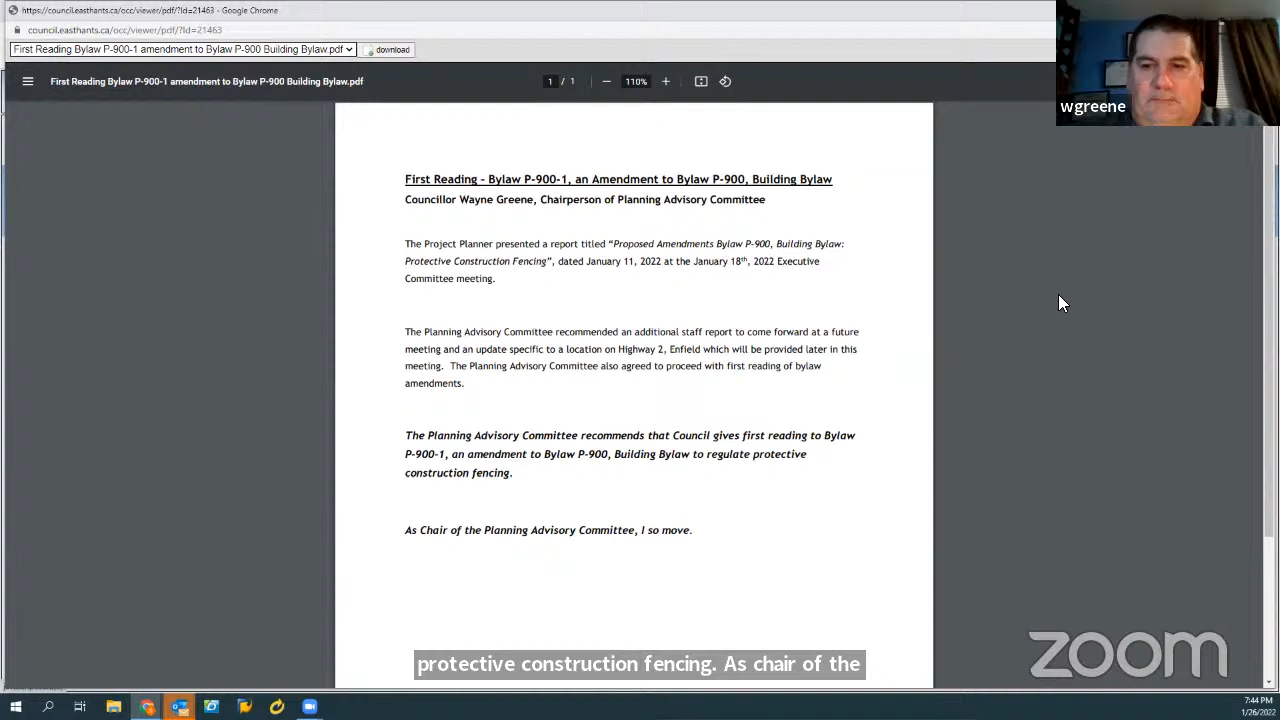 https://council.easthants.ca/occ/viewer/pdf/?Id=21463 - Google Chrome
council.easthants.ca/occ/viewer/pdf/?Id=21463
First Reading Bylaw P-900-1 amendment to Bylaw P-900 Building Bylaw.pdf download
First Reading Bylaw P-900-1 amendment to Bylaw P-900 Building Bylaw.pdf 1 / 1 110%
wgreene
First Reading – Bylaw P-900-1, an Amendment to Bylaw P-900, Building Bylaw
Councillor Wayne Greene, Chairperson of Planning Advisory Committee
The Project Planner presented a report titled “Proposed Amendments Bylaw P-900, Building Bylaw:
Protective Construction Fencing”, dated January 11, 2022 at the January 18th, 2022 Executive
Committee meeting.
The Planning Advisory Committee recommended an additional staff report to come forward at a future
meeting and an update specific to a location on Highway 2, Enfield which will be provided later in this
meeting. The Planning Advisory Committee also agreed to proceed with first reading of bylaw
amendments.
The Planning Advisory Committee recommends that Council gives first reading to Bylaw
P-900-1, an amendment to Bylaw P-900, Building Bylaw to regulate protective
construction fencing.
As Chair of the Planning Advisory Committee, I so move.
protective construction fencing. As chair of the
zoom
7:44 PM
1/26/2022